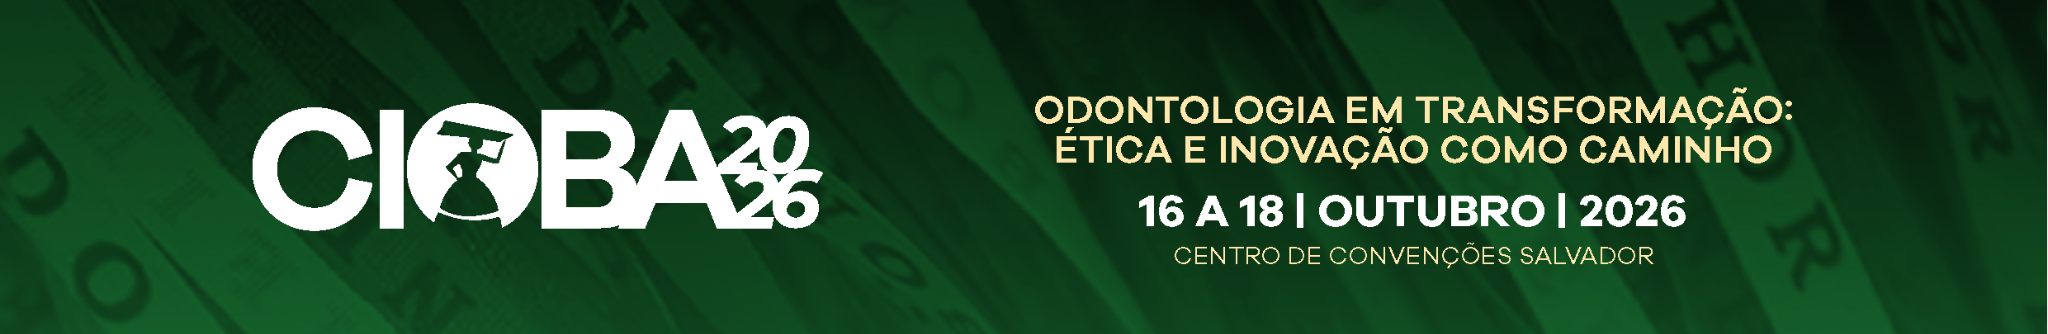 CIOBA 2026
ODONTOLOGIA EM TRANSFORMAÇÃO:
ÉTICA E INOVAÇÃO COMO CAMINHO
16 A 18 | OUTUBRO | 2026
CENTRO DE CONVENÇÕES SALVADOR